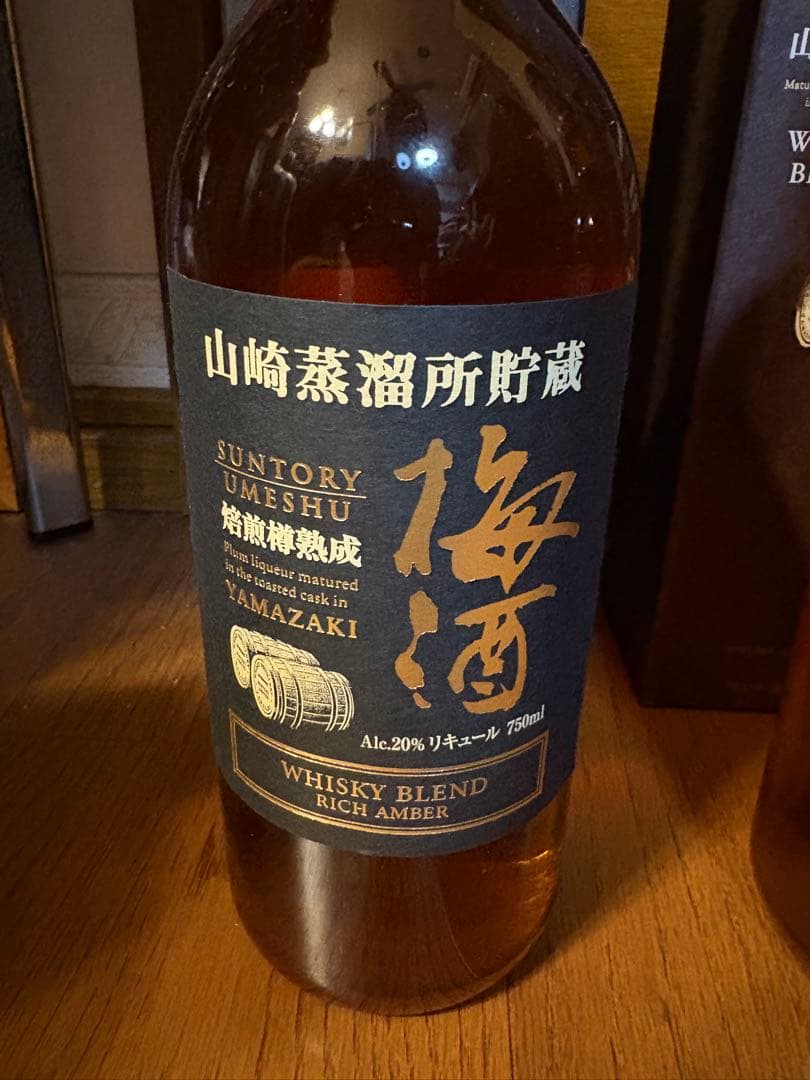 山崎蒸溜所貯蔵
梅酒
SUNTORY
UMESHU
焙煎樽熟成
Plum liqueur matured
in the toasted cask in
YAMAZAKI
Alc.20% リキュール 750ml
WHISKY BLEND
RICH AMBER
山